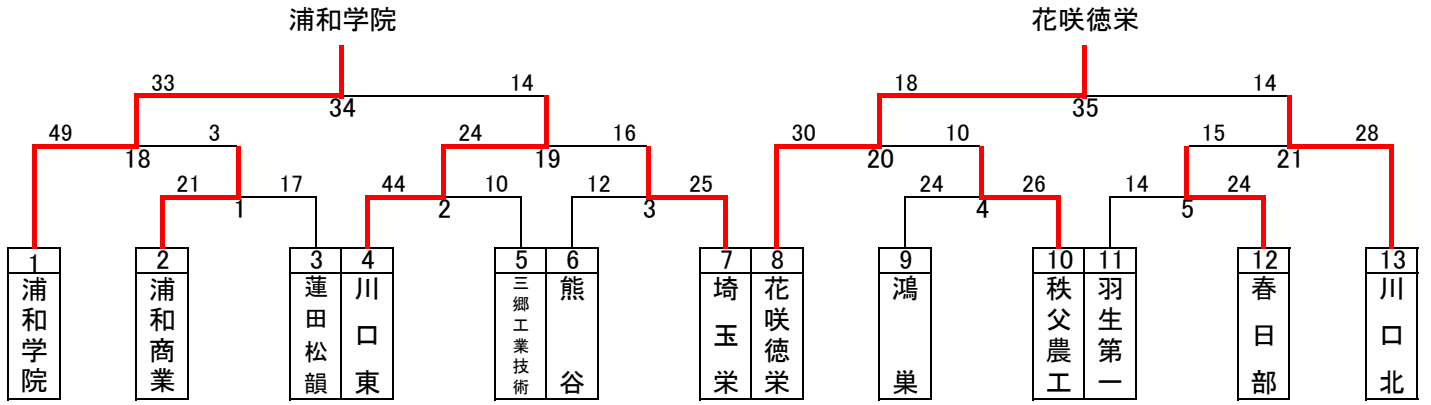 浦和学院 花咲徳栄
33 14 18 14
34 35
49 3 24 16 30 10 15 28
18 19 20 21
21 17 44 10 12 25 24 26 14 24
1 2 3 4 5
1 2 3 4 5 6 7 8 9 10 11 12 13
浦和学院
浦和商業
蓮田松韻
川口東
三郷工業技術
熊谷
埼玉栄
花咲徳栄
鴻巣
秩父農工
羽生第一
春日部
川口北